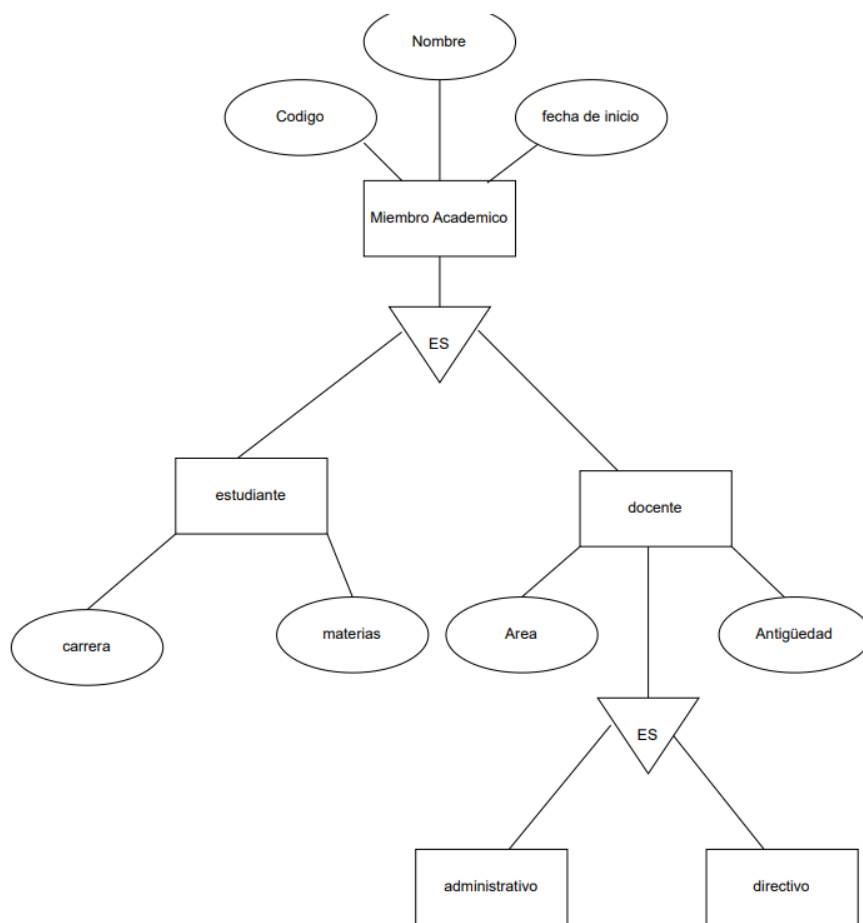 Nombre
Codigo
fecha de inicio
Miembro Academico
ES
estudiante
docente
carrera
materias
Area
Antigüedad
ES
administrativo
directivo